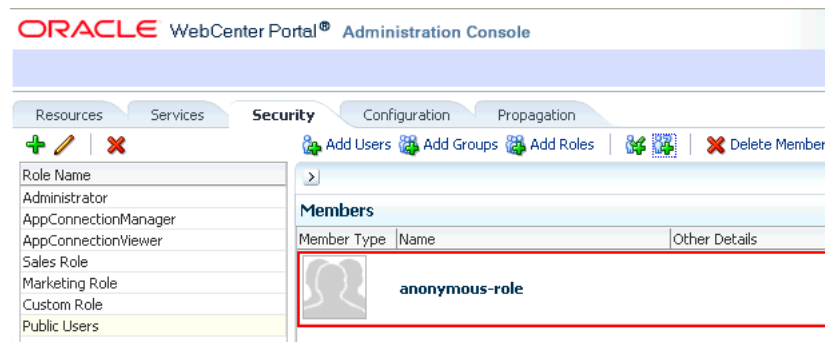 ORACLE WebCenter Portal® Administration Console
Resources Services Security Configuration Propagation
Add Users Add Groups Add Roles Delete Member
Role Name
Administrator
AppConnectionManager
AppConnectionViewer
Sales Role
Marketing Role
Custom Role
Public Users
Members
Member Type Name Other Details
anonymous-role